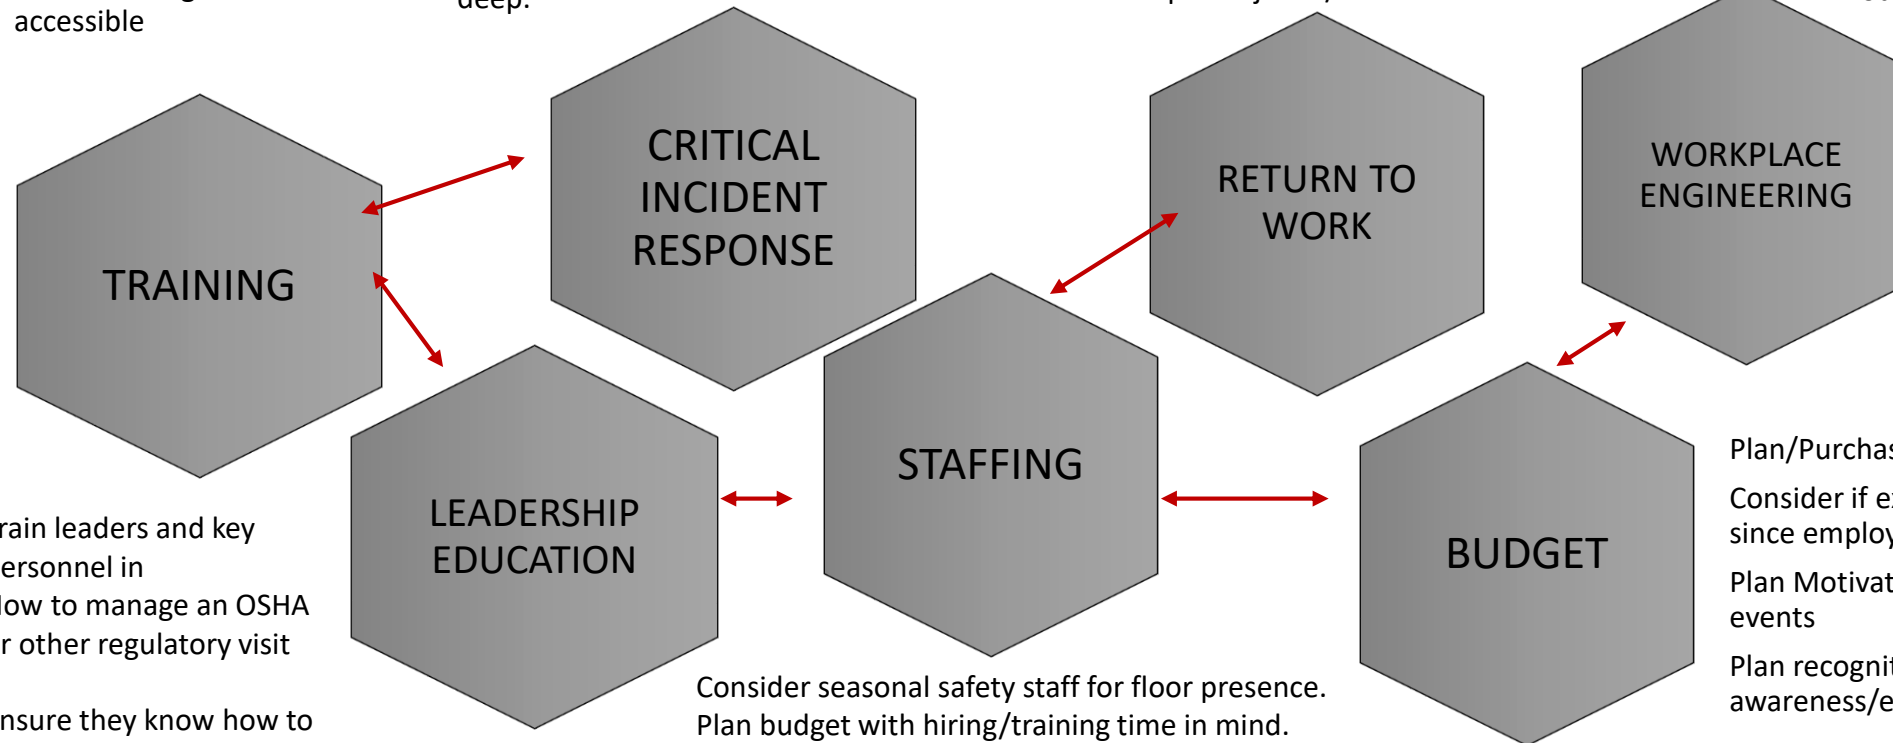 accessible
deep.
CRITICAL
INCIDENT
RESPONSE
RETURN TO
WORK
WORKPLACE
ENGINEERING
TRAINING
STAFFING
LEADERSHIP
EDUCATION
BUDGET
rain leaders and key
ersonnel in
ow to manage an OSHA
r other regulatory visit
nsure they know how to
Consider seasonal safety staff for floor presence.
Plan budget with hiring/training time in mind.
Plan/Purchas
Consider if ex
since employ
Plan Motivat
events
Plan recognit
awareness/e